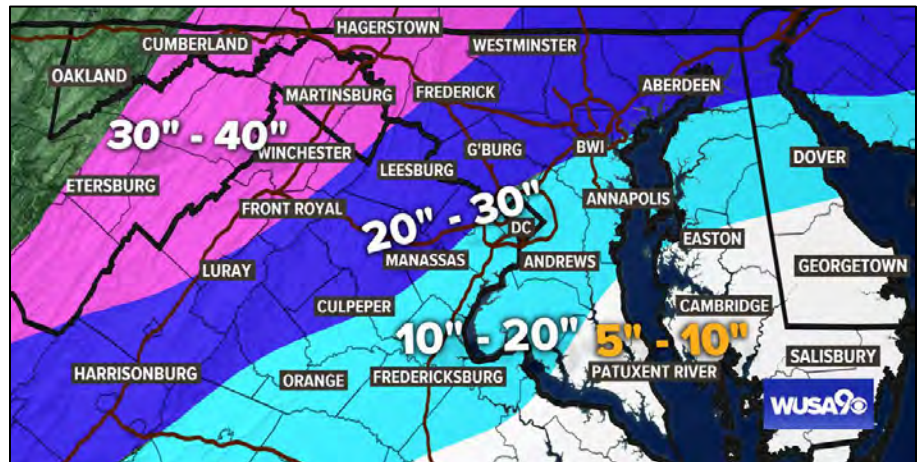 HAGERSTOWN
CUMBERLAND
WESTMINSTER
OAKLAND
ABERDEEN
MARTINSBURG
FREDERICK
30" - 40"
WINCHESTER
G'BURG
BWI
DOVER
LEESBURG
ETERSBURG
ANNAPOLIS
FRONT ROYAL
20" - 30"
DC
EASTON
MANASSAS
ANDREWS
GEORGETOWN
LURAY
CULPEPER
CAMBRIDGE
10" - 20"
5" - 10"
SALISBURY
HARRISONBURG
ORANGE
FREDERICKSBURG
PATUXENT RIVER
WUSA9